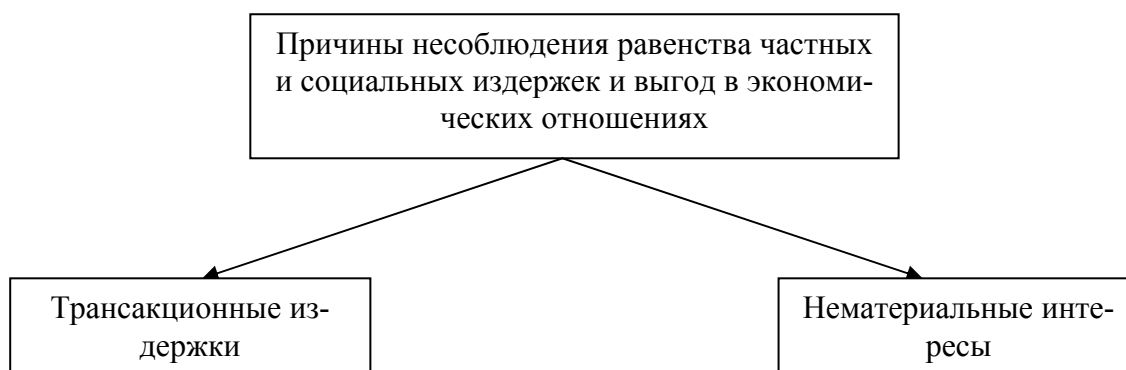 Причины несоблюдения равенства частных
и социальных издержек и выгод в экономи-
ческих отношениях
Трансакционные из-
держки
Нематериальные инте-
ресы